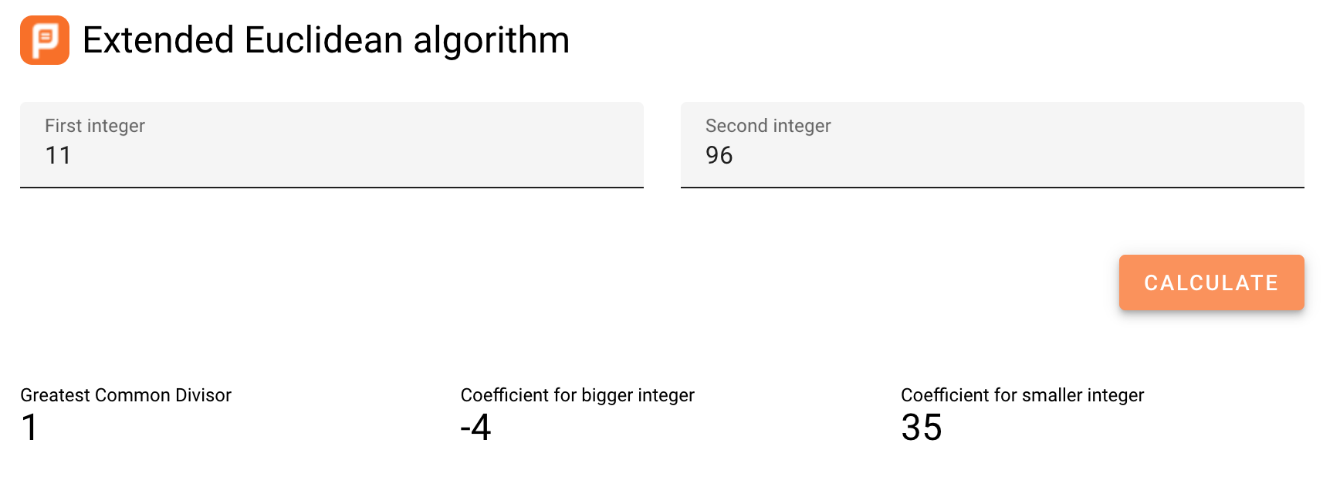 Extended Euclidean algorithm
First integer
11
Second integer
96
CALCULATE
Greatest Common Divisor
1
Coefficient for bigger integer
-4
Coefficient for smaller integer
35